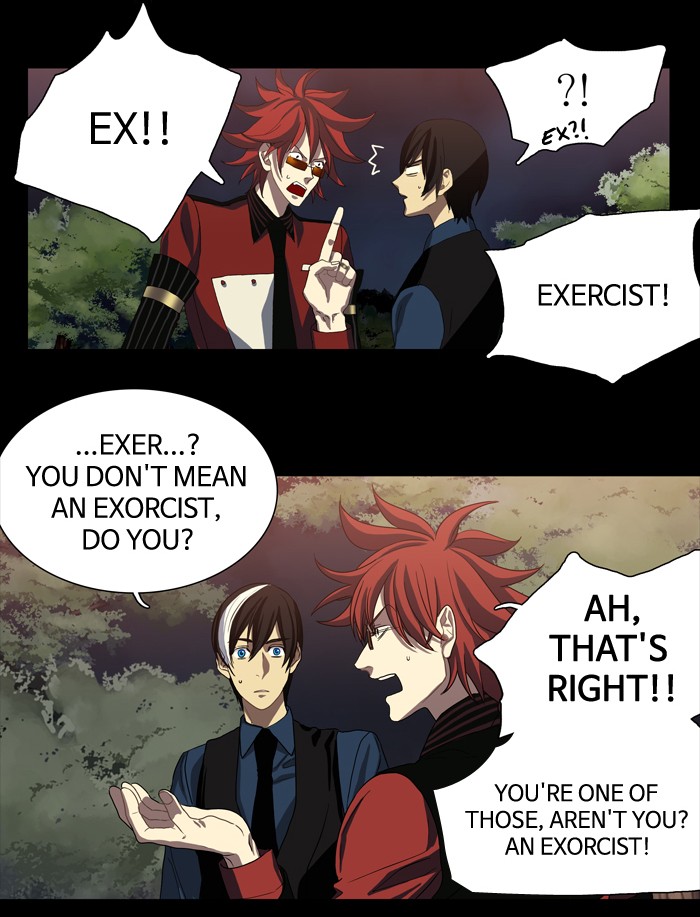 EX!!
?!
EX?!
EXERCIST!
...EXER...?
YOU DON'T MEAN
AN EXORCIST,
DO YOU?
AH,
THAT'S
RIGHT!!
YOU'RE ONE OF
THOSE, AREN'T YOU?
AN EXORCIST!